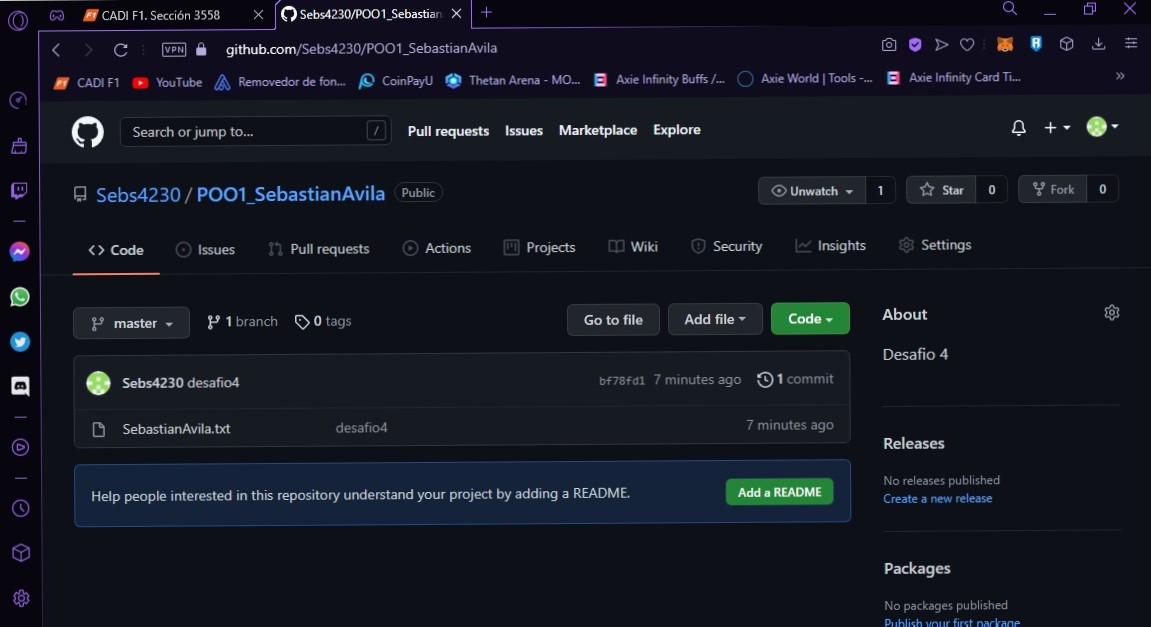 CADI F1. Sección 3558
Sebs4230/POO1_Sebastian
VPN github.com/Sebs4230/POO1_SebastianAvila
F1 CADI F1 YouTube Removedor de fon... CoinPayU Thetan Arena - MO... Axie Infinity Buffs /... Axie World | Tools -... Axie Infinity Card Ti... »
Search or jump to... / Pull requests Issues Marketplace Explore
Sebs4230 / POO1_SebastianAvila Public
Unwatch 1 Star 0 Fork 0
Code Issues Pull requests Actions Projects Wiki Security Insights Settings
master 1 branch 0 tags Go to file Add file Code
Sebs4230 desafio4 bf78fd1 7 minutes ago 1 commit
SebastianAvila.txt desafio4 7 minutes ago
Help people interested in this repository understand your project by adding a README. Add a README
About
Desafio 4
Releases
No releases published
Create a new release
Packages
No packages published
Publish your first package